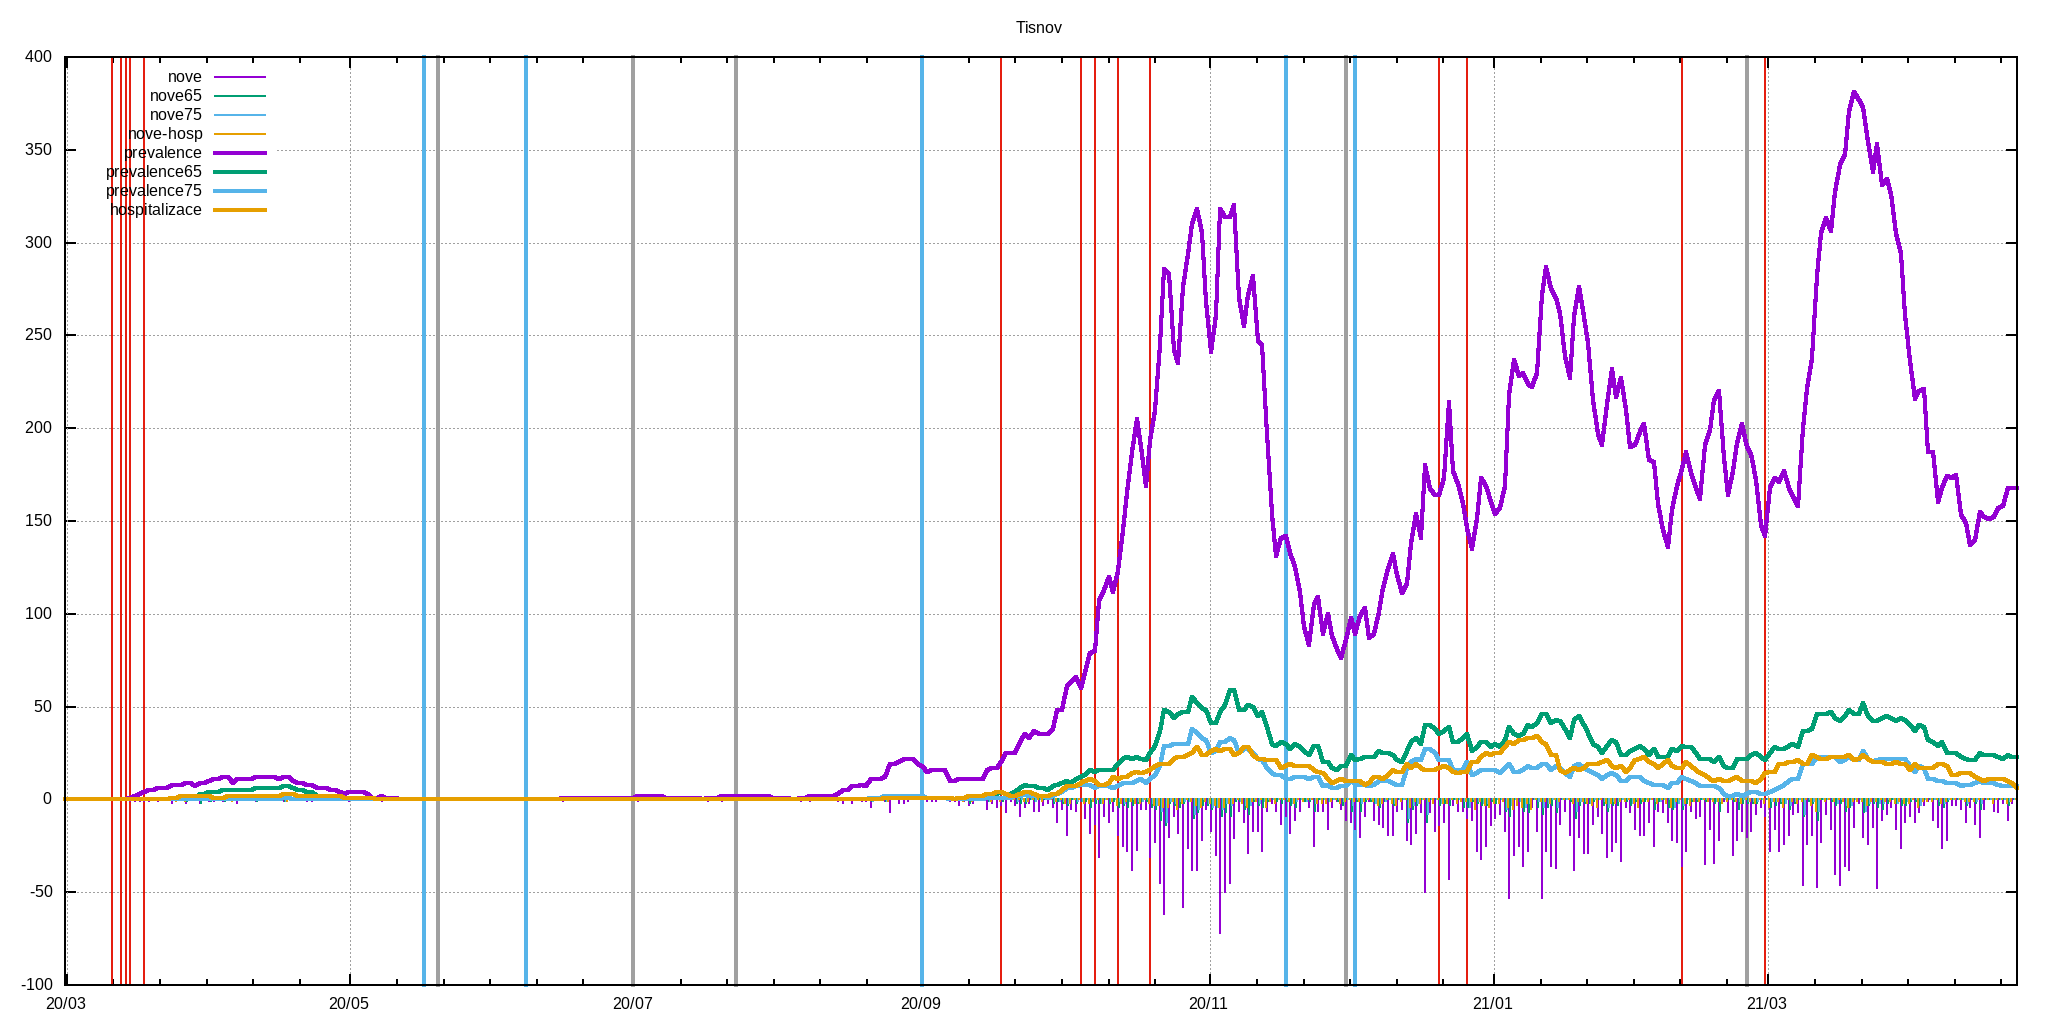 Tisnov
400
350
300
250
200
150
100
50
0
-50
-100
nove
nove65
nove75
nove-hosp
prevalence
prevalence65
prevalence75
hospitalizace
20/03 20/05 20/07 20/09 20/11 21/01 21/03